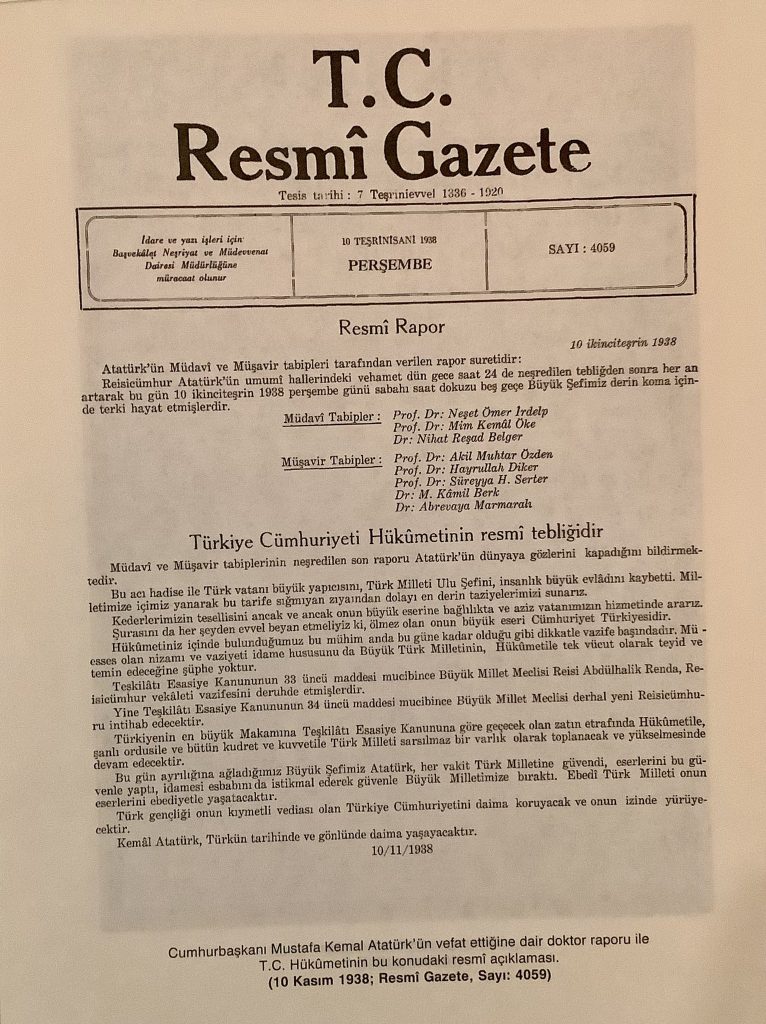 T.C.
Resmî Gazete
Tesis tarihi : 7 Teşrinievvel 1336 - 1920
İdare ve yazı işleri için
Başvekâlet Neşriyat ve Müdevvenat
Dairesi Müdürlüğüne
müracaat olunur
10 TEŞRİNİSANİ 1938
PERŞEMBE
SAYI : 4059
Resmî Rapor
10 ikinciteşrin 1938
Atatürk'ün Müdavî ve Müşavir tabipleri tarafından verilen rapor suretidir:
Reisicümhur Atatürk'ün umumî hallerindeki vehamet dün gece saat 24 de neşredilen tebliğden sonra her an
artarak bu gün 10 ikinciteşrin 1938 perşembe günü sabahı saat dokuzu beş geçe Büyük Şefimiz derin koma için-
de terki hayat etmişlerdir.
Müdavî Tabipler : Prof. Dr: Neşet Ömer İrdelp
Prof. Dr: Mim Kemâl Öke
Dr: Nihat Reşad Belger
Müşavir Tabipler : Prof. Dr: Akil Muhtar Özden
Prof. Dr: Hayrullah Diker
Prof. Dr: Süreyya H. Serter
Dr: M. Kâmil Berk
Dr: Abrevaya Marmaralı
Türkiye Cümhuriyeti Hükûmetinin resmî tebliğidir
Müdavî ve Müşavir tabiplerinin neşredilen son raporu Atatürk'ün dünyaya gözlerini kapadığını bildirmek-
tedir.
Bu acı hadise ile Türk vatanı büyük yapıcısını, Türk Milleti Ulu Şefini, insanlık büyük evlâdını kaybetti. Mil-
letimize içimiz yanarak bu tarife sığmıyan zıyaından dolayı en derin taziyelerimizi sunarız.
Kederlerimizin tesellisini ancak ve ancak onun büyük eserine bağlılıkta ve aziz vatanımızın hizmetinde ararız.
Şurasını da her şeyden evvel beyan etmeliyiz ki, ölmez olan onun büyük eseri Cümhuriyet Türkiyesidir.
Hükûmetiniz içinde bulunduğumuz bu mühim anda bu güne kadar olduğu gibi dikkatle vazife başındadır. Mü -
esses olan nizamı ve vaziyeti idame hususunu da Büyük Türk Milletinin, Hükûmetile tek vücut olarak teyid ve
temin edeceğine şüphe yoktur.
Teşkilâtı Esasiye Kanununun 33 üncü maddesi mucibince Büyük Millet Meclisi Reisi Abdülhalik Renda, Re-
isicümhur vekâleti vazifesini deruhde etmişlerdir.
Yine Teşkilâtı Esasiye Kanununun 34 üncü maddesi mucibince Büyük Millet Meclisi derhal yeni Reisicümhu-
ru intihab edecektir.
Türkiyenin en büyük Makamına Teşkilâtı Esasiye Kanununa göre geçecek olan zatın etrafında Hükûmetile,
şanlı ordusile ve bütün kudret ve kuvvetile Türk Milleti sarsılmaz bir varlık olarak toplanacak ve yükselmesinde
devam edecektir.
Bu gün ayrılığına ağladığımız Büyük Şefimiz Atatürk, her vakit Türk Milletine güvendi, eserlerini bu gü-
venle yaptı, idamesi esbabını da istikmal ederek güvenle Büyük Milletimize bıraktı. Ebedî Türk Milleti onun
eserlerini ebediyetle yaşatacaktır.
Türk gençliği onun kıymetli vediası olan Türkiye Cümhuriyetini daima koruyacak ve onun izinde yürüye-
cektir.
Kemâl Atatürk, Türkün tarihinde ve gönlünde daima yaşayacaktır.
10/11/1938
Cumhurbaşkanı Mustafa Kemal Atatürk'ün vefat ettiğine dair doktor raporu ile
T.C. Hükûmetinin bu konudaki resmî açıklaması.
(10 Kasım 1938; Resmî Gazete, Sayı: 4059)